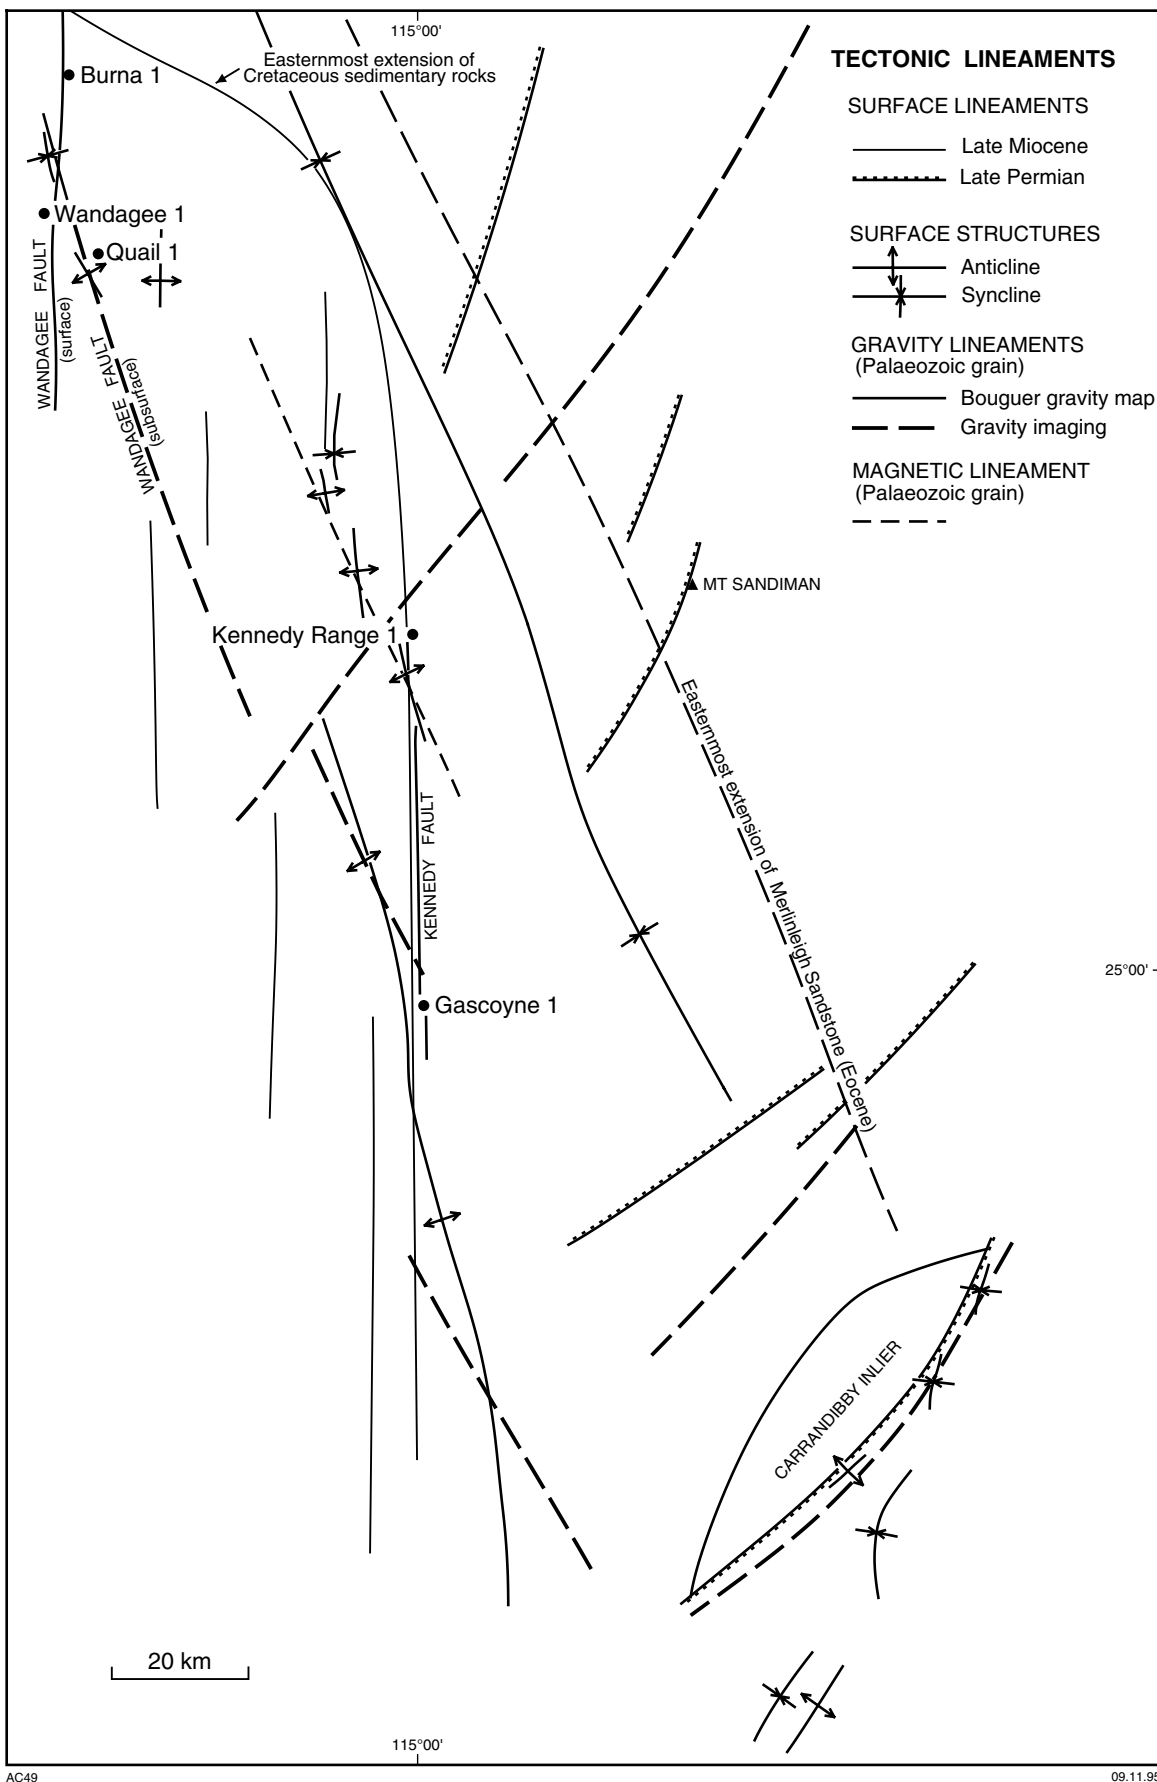 115°00'
TECTONIC LINEAMENTS
Easternmost extension of
Cretaceous sedimentary rocks
Burna 1
SURFACE LINEAMENTS
Late Miocene
Late Permian
Wandagee 1
Quail 1
SURFACE STRUCTURES
Anticline
Syncline
WANDAGEE FAULT
(surface)
WANDAGEE FAULT
(subsurface)
GRAVITY LINEAMENTS
(Palaeozoic grain)
Bouguer gravity map
Gravity imaging
MAGNETIC LINEAMENT
(Palaeozoic grain)
MT SANDIMAN
Kennedy Range 1
Easternmost extension of Merlinleigh Sandstone (Eocene)
KENNEDY FAULT
25°00'
Gascoyne 1
CARRANDIBBY INLIER
20 km
115°00'
AC49
09.11.95